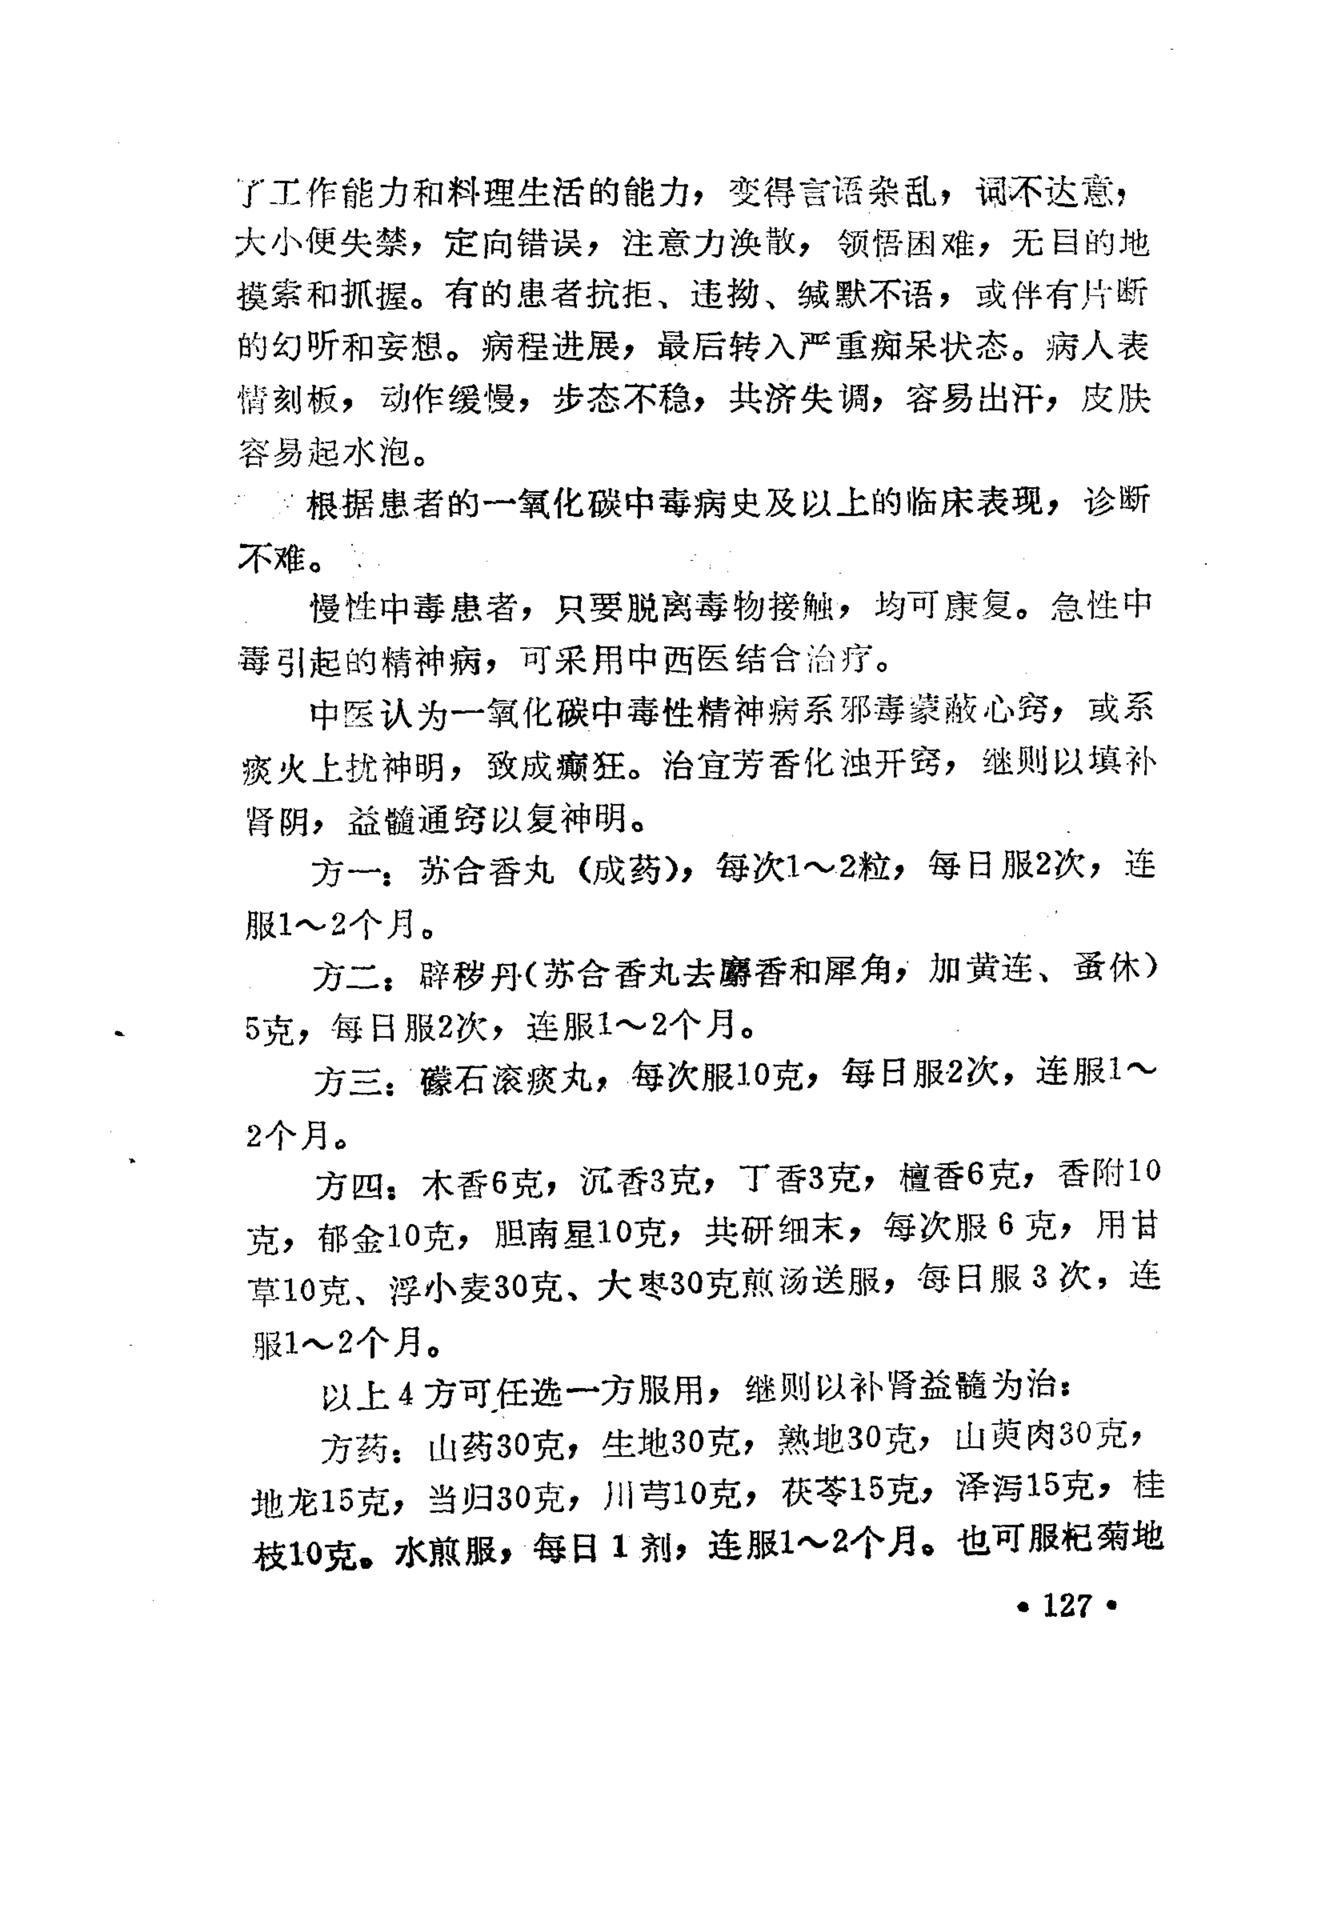 了工作能力和料理生活的能力，变得言语杂乱，词不达意，
大小便失禁，定向错误，注意力涣散，领悟困难，无目的地
摸索和抓握。有的患者抗拒、违拗、缄默不语，或伴有片断
的幻听和妄想。病程进展，最后转入严重痴呆状态。病人表
情刻板，动作缓慢，步态不稳，共济失调，容易出汗，皮肤
容易起水泡。
根据患者的一氧化碳中毒病史及以上的临床表现，诊断
不难。
慢性中毒患者，只要脱离毒物接触，均可康复。急性中
毒引起的精神病，可采用中西医结合治疗。
中医认为一氧化碳中毒性精神病系邪毒蒙蔽心窍，或系
痰火上扰神明，致成癫狂。治宜芳香化浊开窍，继则以填补
肾阴，益髓通窍以复神明。
方一：苏合香丸（成药），每次1～2粒，每日服2次，连
服1～2个月。
方二：辟秽丹（苏合香丸去麝香和犀角，加黄连、蚤休）
5克，每日服2次，连服1～2个月。
方三：礞石滚痰丸，每次服10克，每日服2次，连服1～
2个月。
方四：木香6克，沉香3克，丁香3克，檀香6克，香附10
克，郁金10克，胆南星10克，共研细末，每次服6克，用甘
草10克、浮小麦30克、大枣30克煎汤送服，每日服3次，连
服1～2个月。
以上4方可任选一方服用，继则以补肾益髓为治：
方药：山药30克，生地30克，熟地30克，山萸肉30克，
地龙15克，当归30克，川芎10克，茯苓15克，泽泻15克，桂
枝10克。水煎服，每日1剂，连服1～2个月。也可服杞菊地
•127•